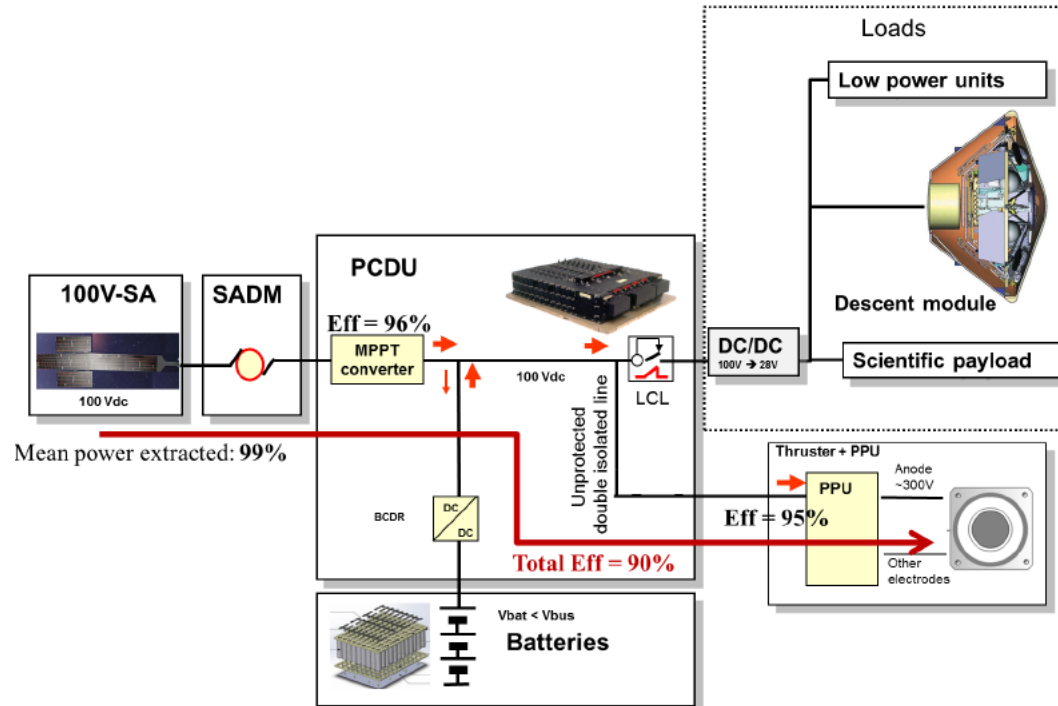 Loads
Low power units
Descent module
Scientific payload
DC/DC
100V → 28V
100V-SA
100 Vdc
SADM
PCDU
Eff = 96%
MPPT
converter
100 Vdc
LCL
Unprotected
double isolated line
Mean power extracted: 99%
BCDR
DC
DC
Total Eff = 90%
Thruster + PPU
PPU
Anode
~300V
Eff = 95%
Other
electrodes
Vbat < Vbus
Batteries